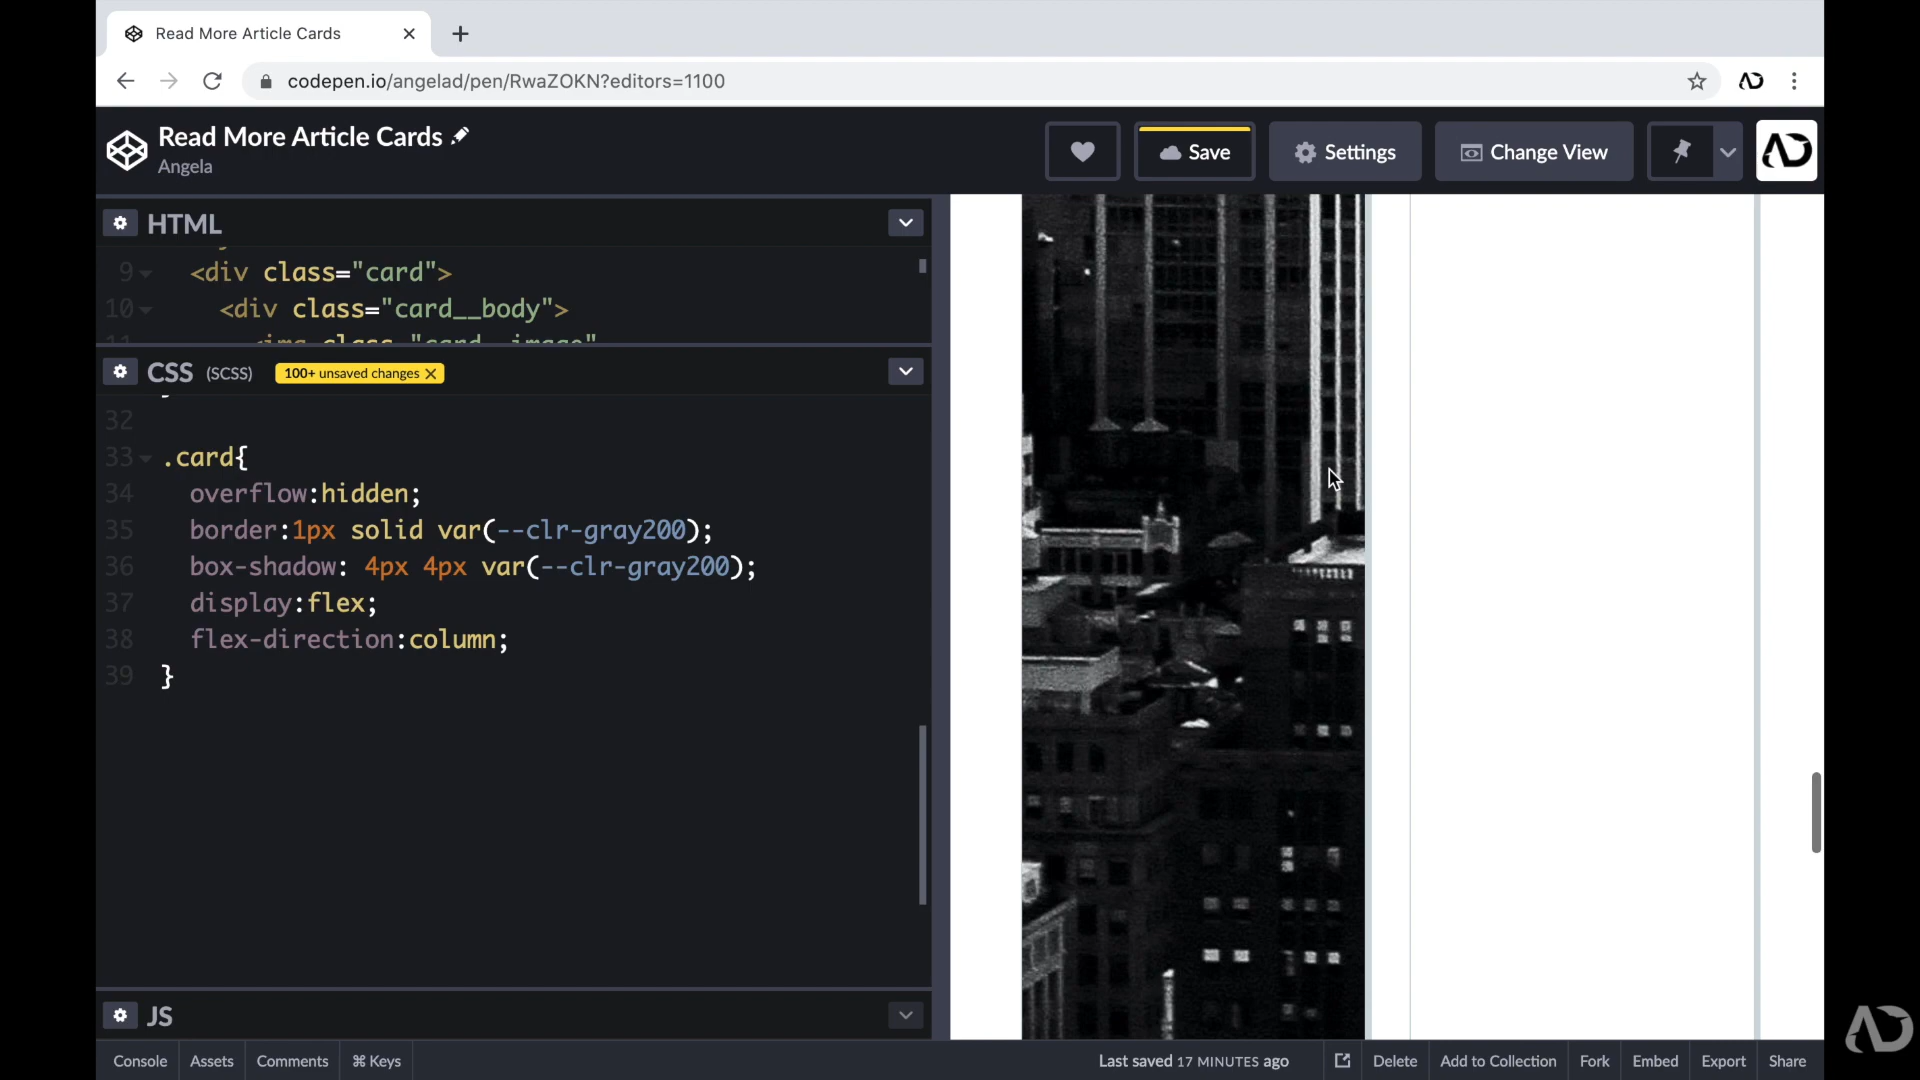 Read More Article Cards
codepen.io/angelad/pen/RwaZOKN?editors=1100
Read More Article Cards
Angela
Save
Settings
Change View
HTML
9 <div class="card">
10 <div class="card__body">
11 <img class="card__image"
CSS (SCSS) 100+ unsaved changes
32
33 .card{
34 overflow:hidden;
35 border:1px solid var(--clr-gray200);
36 box-shadow: 4px 4px var(--clr-gray200);
37 display:flex;
38 flex-direction:column;
39 }
JS
Console Assets Comments ⌘ Keys Last saved 17 MINUTES ago Delete Add to Collection Fork Embed Export Share